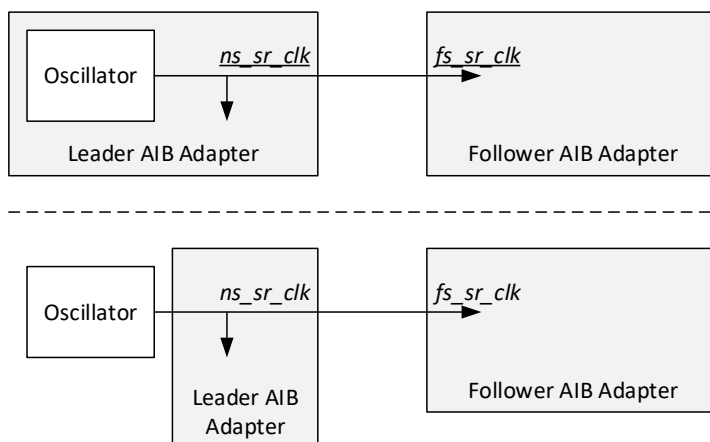 ns_sr_clk
fs_sr_clk
Oscillator
Leader AIB Adapter
Follower AIB Adapter
ns_sr_clk
fs_sr_clk
Oscillator
Leader AIB
Adapter
Follower AIB Adapter